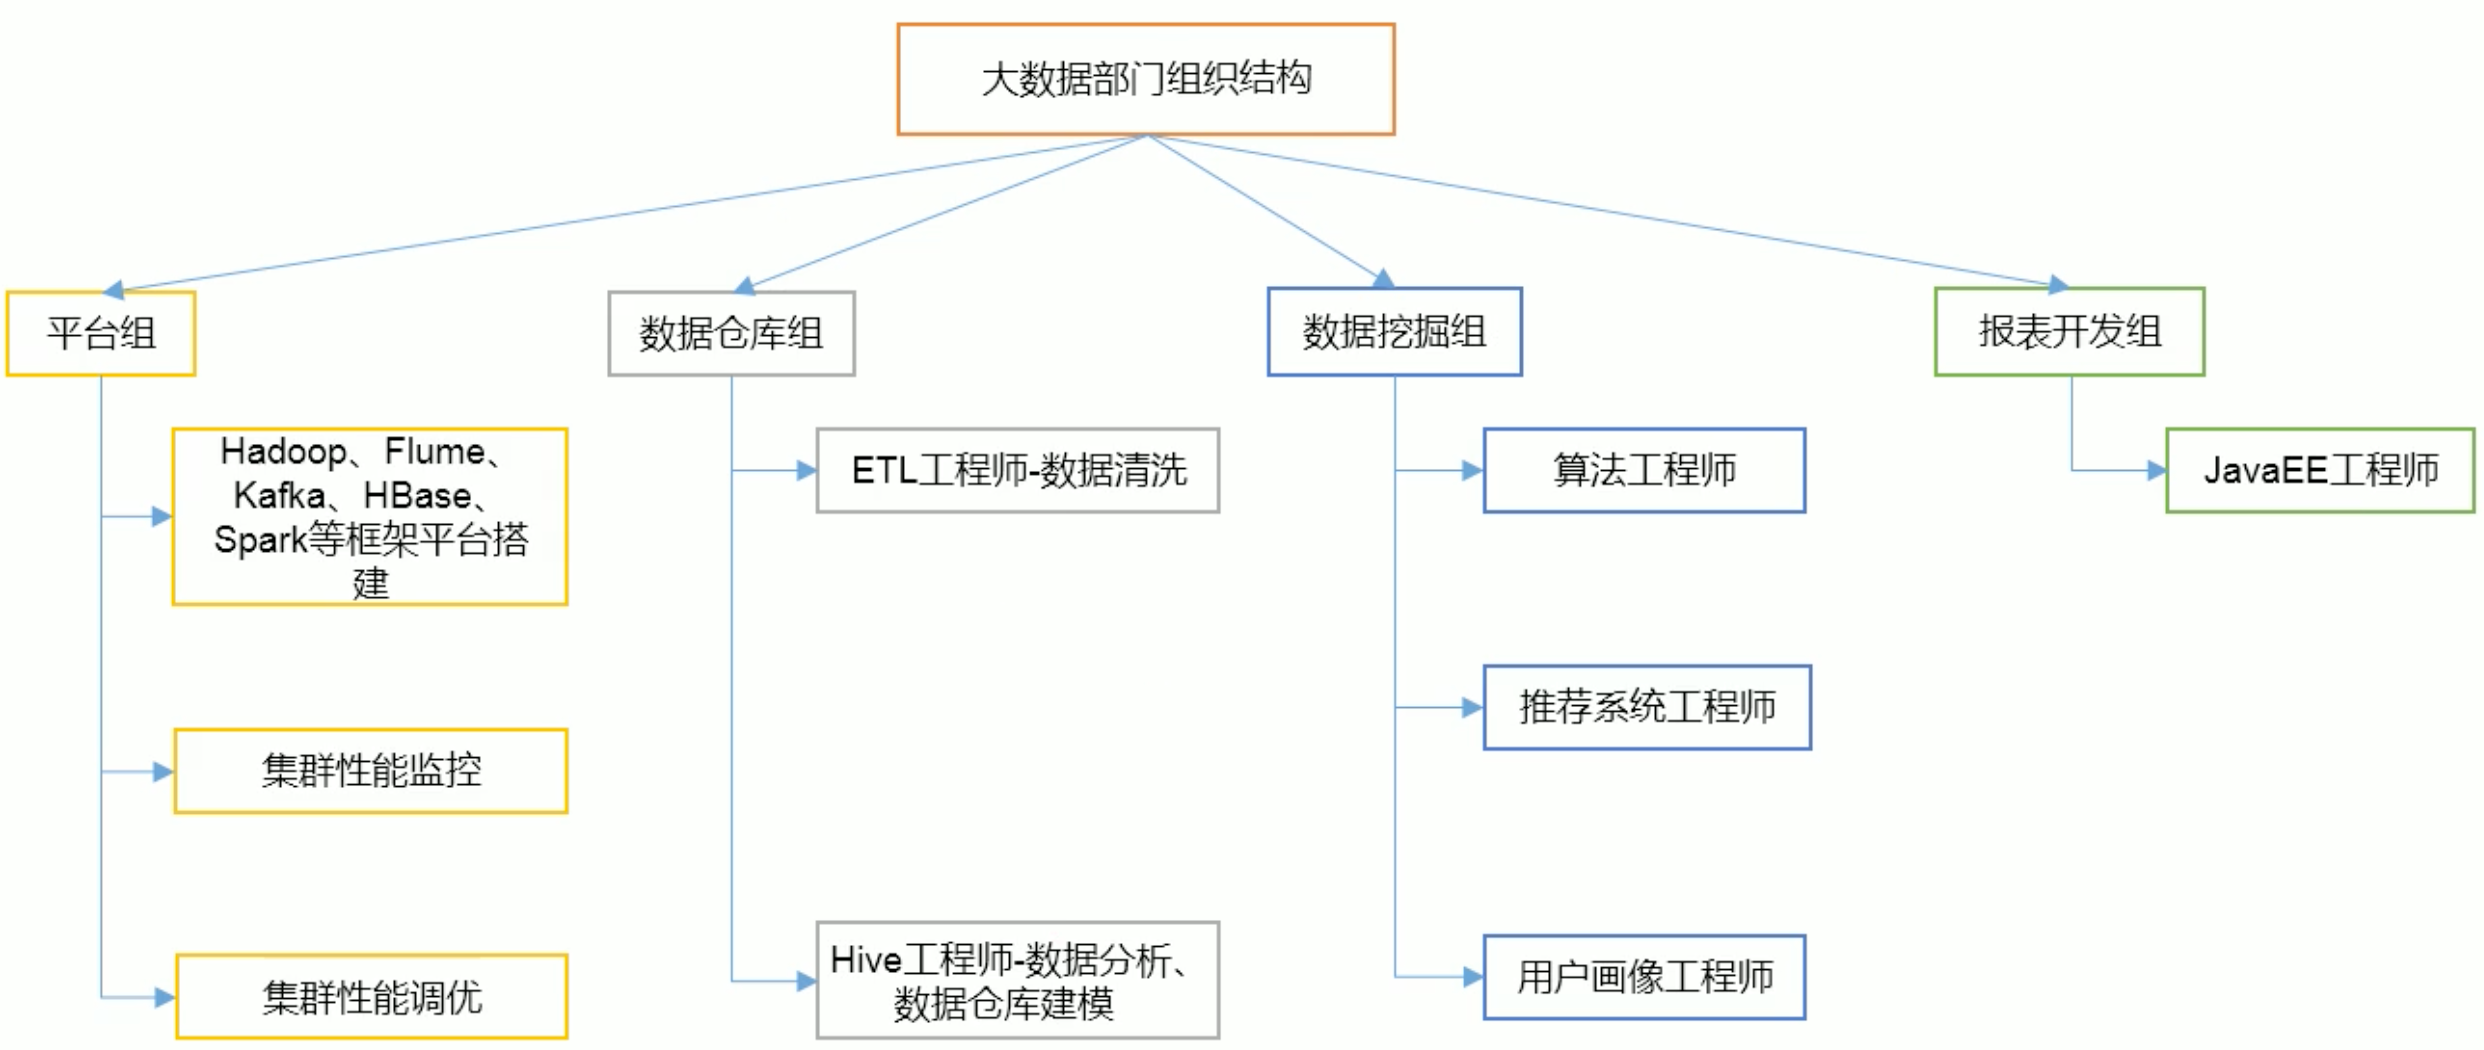 大数据部门组织结构
平台组
数据仓库组
数据挖掘组
报表开发组
Hadoop、Flume、
Kafka、HBase、
Spark等框架平台搭
建
集群性能监控
集群性能调优
ETL工程师-数据清洗
Hive工程师-数据分析、
数据仓库建模
算法工程师
推荐系统工程师
用户画像工程师
JavaEE工程师